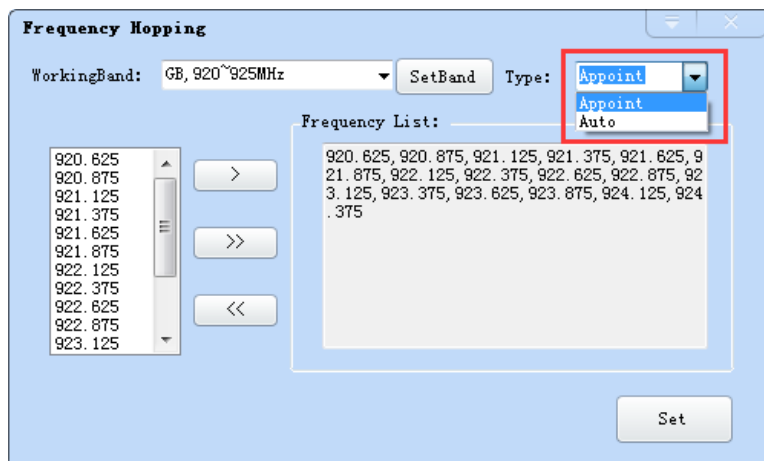 Frequency Hopping
WorkingBand: GB, 920~925MHz SetBand Type: Appoint
Appoint
Auto
Frequency List:
920.625
920.875
921.125
921.375
921.625
921.875
922.125
922.375
922.625
922.875
923.125
>
>>
<<
920.625, 920.875, 921.125, 921.375, 921.625, 9
21.875, 922.125, 922.375, 922.625, 922.875, 92
3.125, 923.375, 923.625, 923.875, 924.125, 924
.375
Set